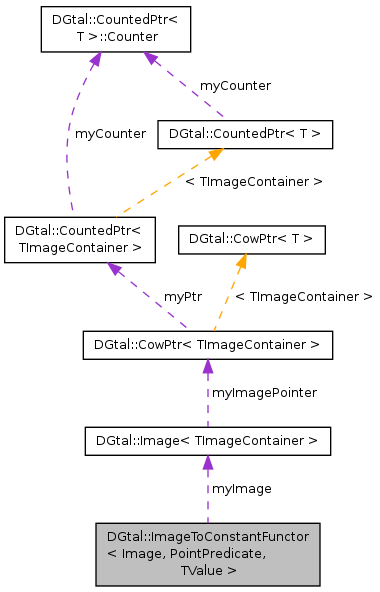 DGtal::CountedPtr<
T >::Counter
myCounter
myCounter
DGtal::CountedPtr< T >
< TImageContainer >
DGtal::CountedPtr<
TImageContainer >
DGtal::CowPtr< T >
myPtr
< TImageContainer >
DGtal::CowPtr< TImageContainer >
myImagePointer
DGtal::Image< TImageContainer >
myImage
DGtal::ImageToConstantFunctor
< Image, PointPredicate,
TValue >